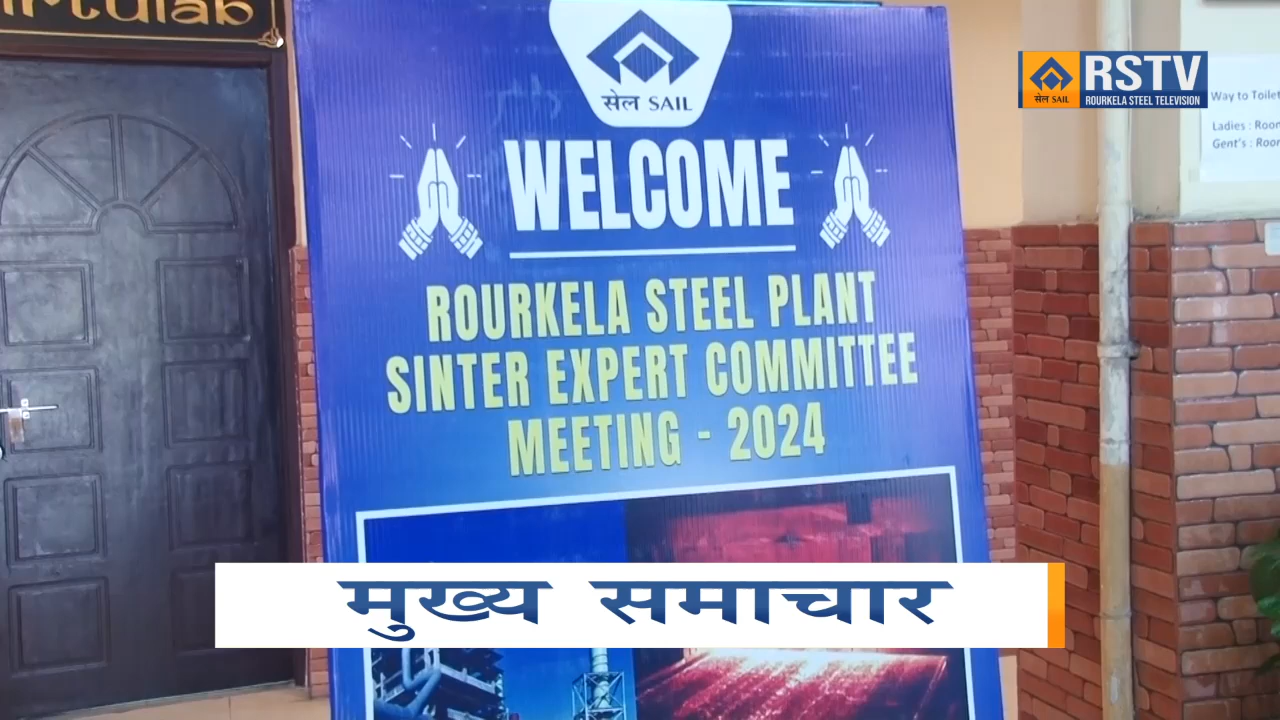 सेल SAIL
WELCOME
ROURKELA STEEL PLANT
SINTER EXPERT COMMITTEE
MEETING - 2024
RSTV
सेल SAIL
ROURKELA STEEL TELEVISION
Way to Toilet
Ladies : Room
Gent's : Room
मुख्य समाचार